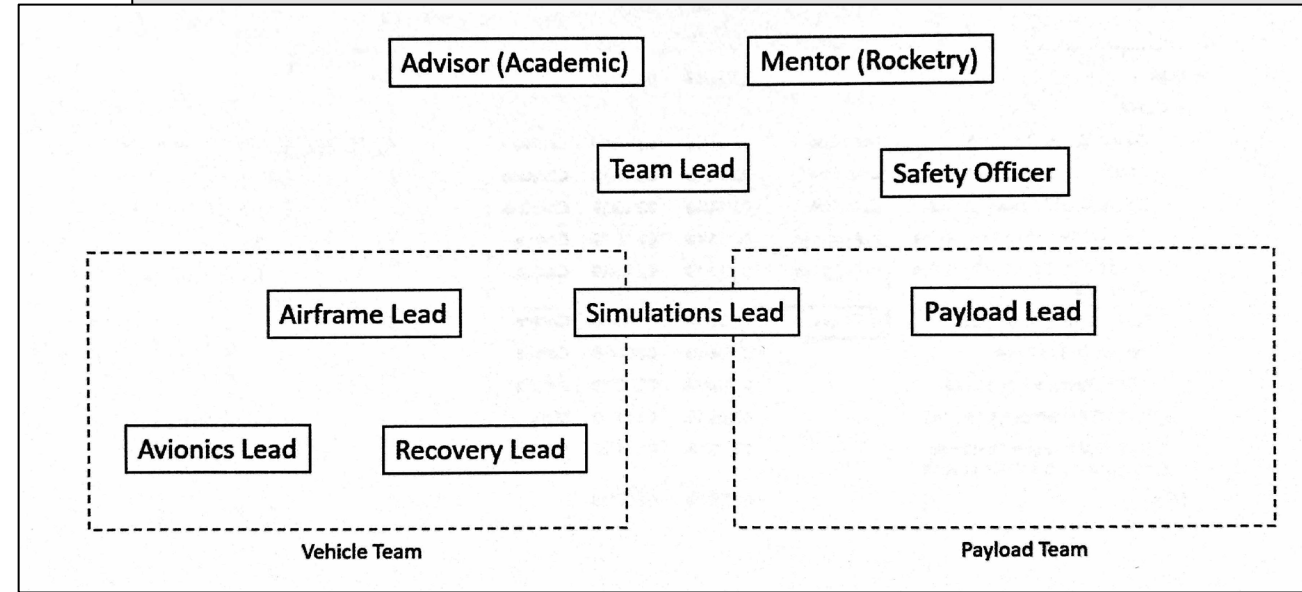 Advisor (Academic)
Mentor (Rocketry)
Team Lead
Safety Officer
Airframe Lead
Simulations Lead
Payload Lead
Avionics Lead
Recovery Lead
Vehicle Team
Payload Team